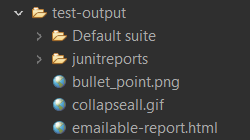 test-output
Default suite
junitreports
bullet_point.png
collapseall.gif
emailable-report.html